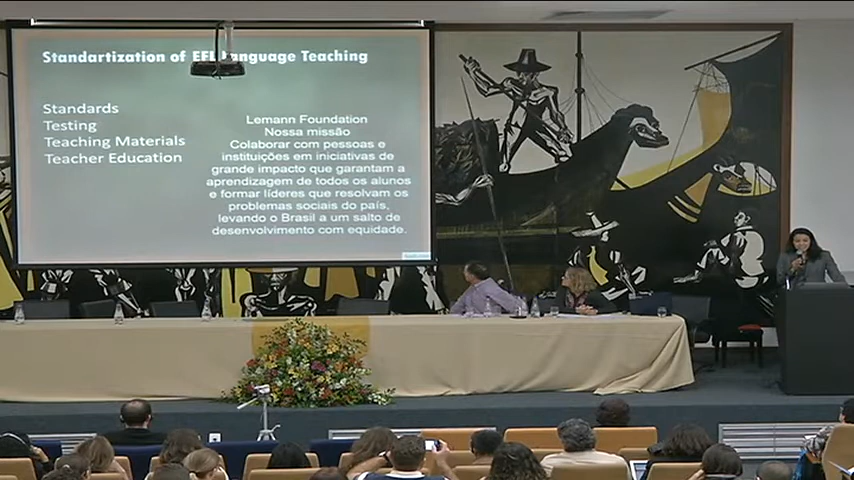 Standartization of EFL Language Teaching
Standards
Testing
Teaching Materials
Teacher Education
Lemann Foundation
Nossa missão
Colaborar com pessoas e
instituições em iniciativas de
grande impacto que garantam a
aprendizagem de todos os alunos
e formar líderes que resolvam os
problemas sociais do país,
levando o Brasil a um salto de
desenvolvimento com equidade.